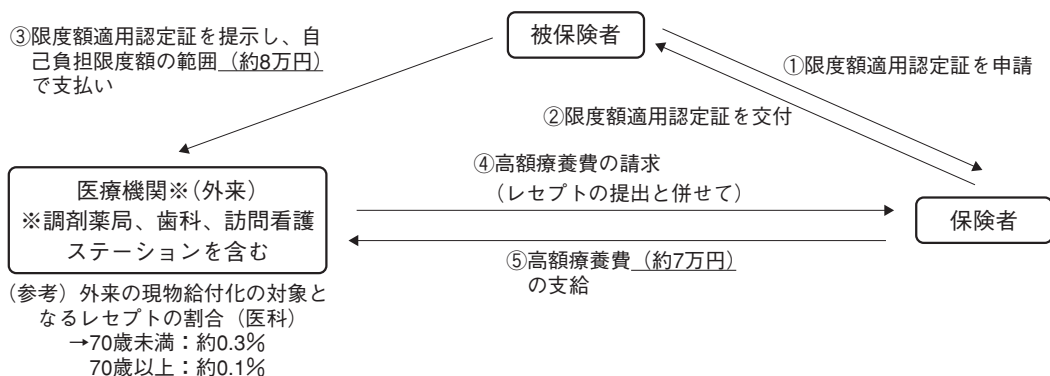 被保険者
③限度額適用認定証を提示し、自
己負担限度額の範囲（約8万円）
で支払い
①限度額適用認定証を申請
②限度額適用認定証を交付
医療機関※（外来）
※調剤薬局、歯科、訪問看護
ステーションを含む
④高額療養費の請求
（レセプトの提出と併せて）
保険者
⑤高額療養費（約7万円）
の支給
（参考）外来の現物給付化の対象と
なるレセプトの割合（医科）
→70歳未満：約0.3％
70歳以上：約0.1％